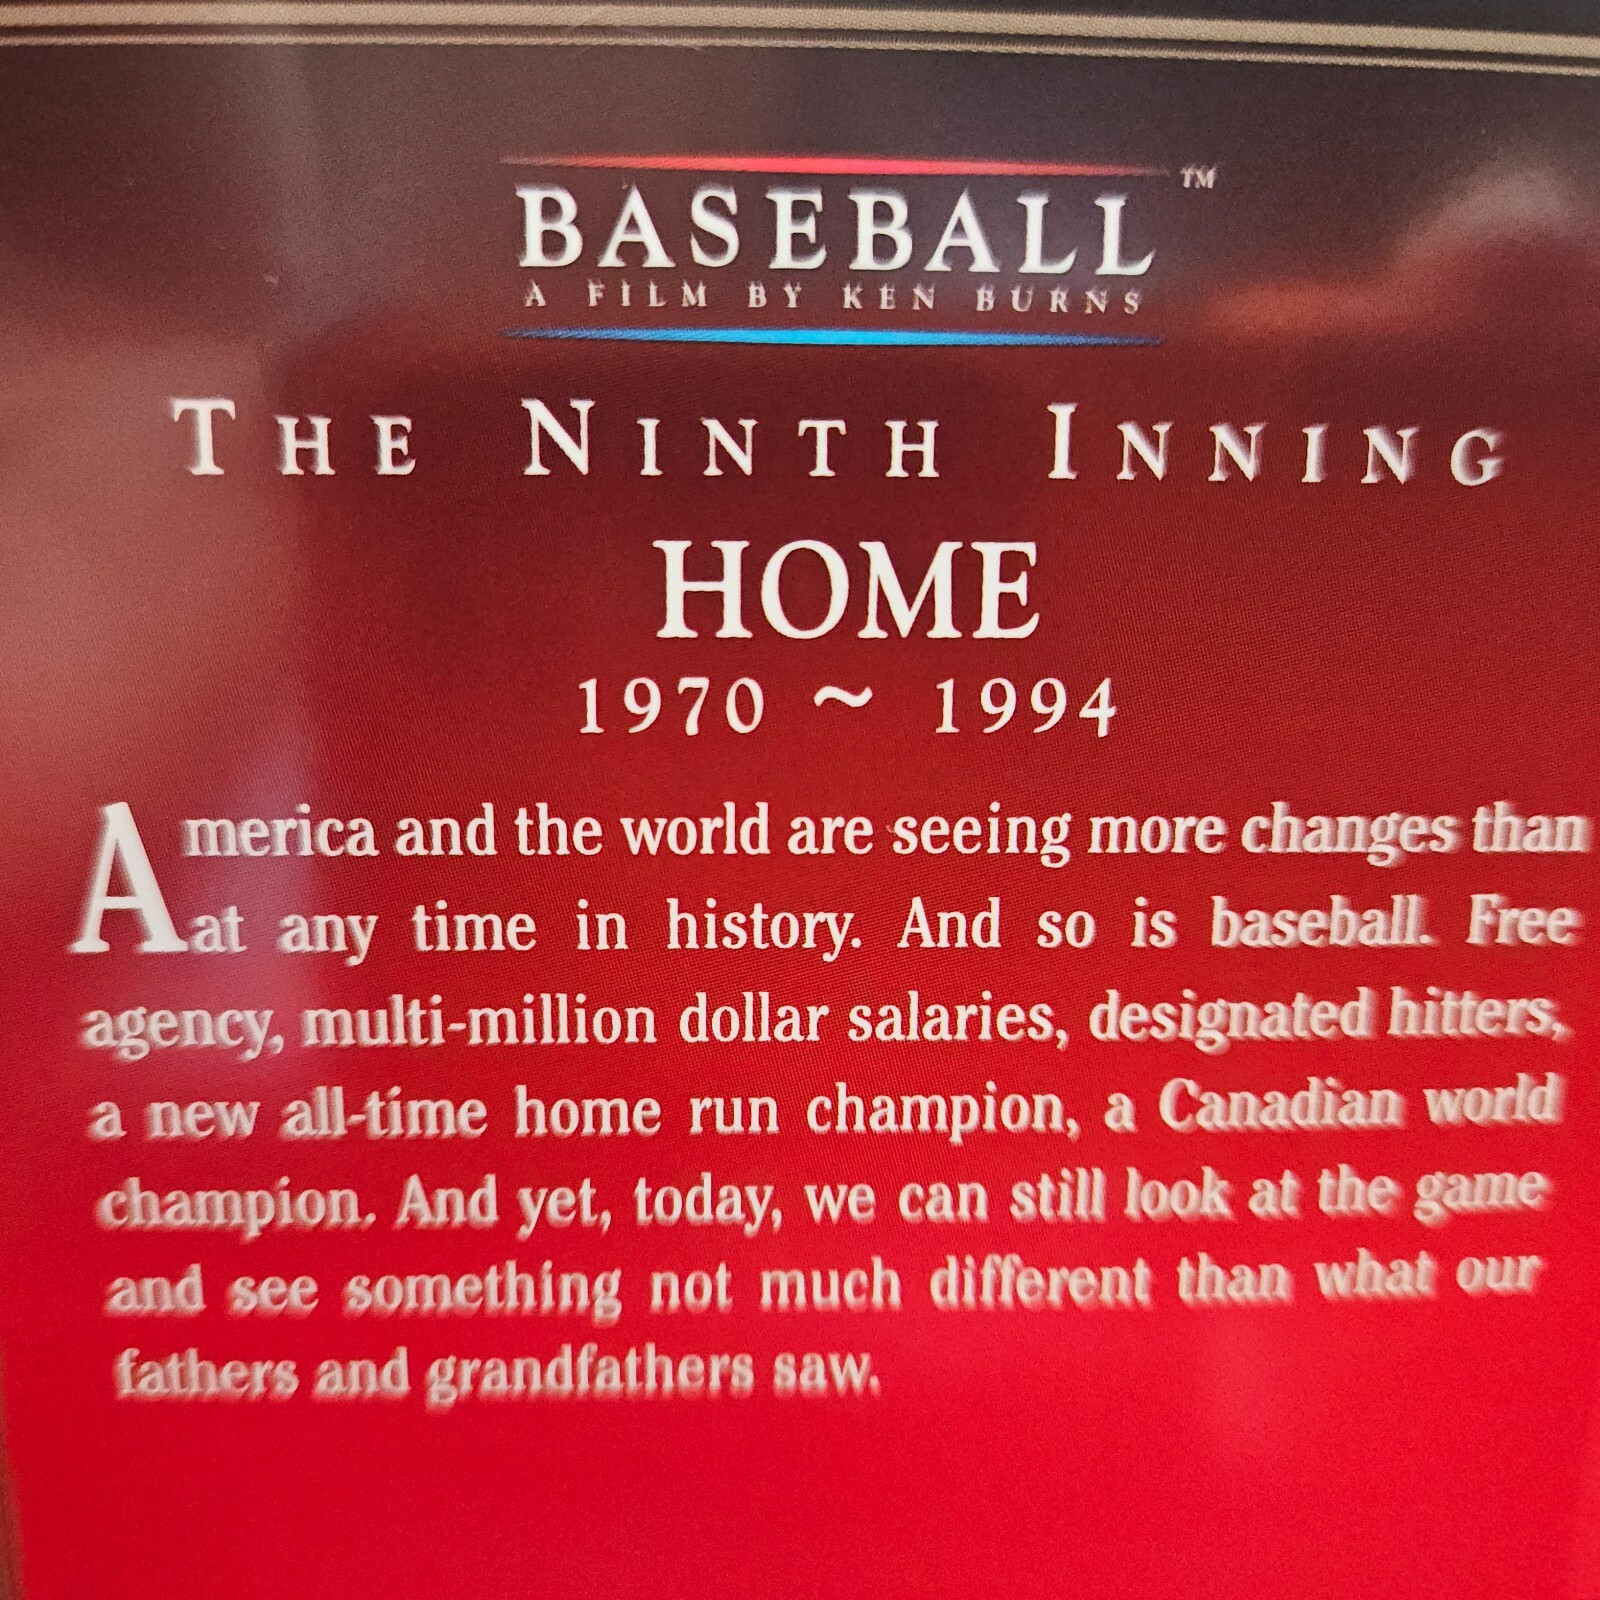 BASEBALL™
A FILM BY KEN BURNS
THE NINTH INNING
HOME
1970 ~ 1994
America and the world are seeing more changes than
at any time in history. And so is baseball. Free
agency, multi-million dollar salaries, designated hitters,
a new all-time home run champion, a Canadian world
champion. And yet, today, we can still look at the game
and see something not much different than what our
fathers and grandfathers saw.